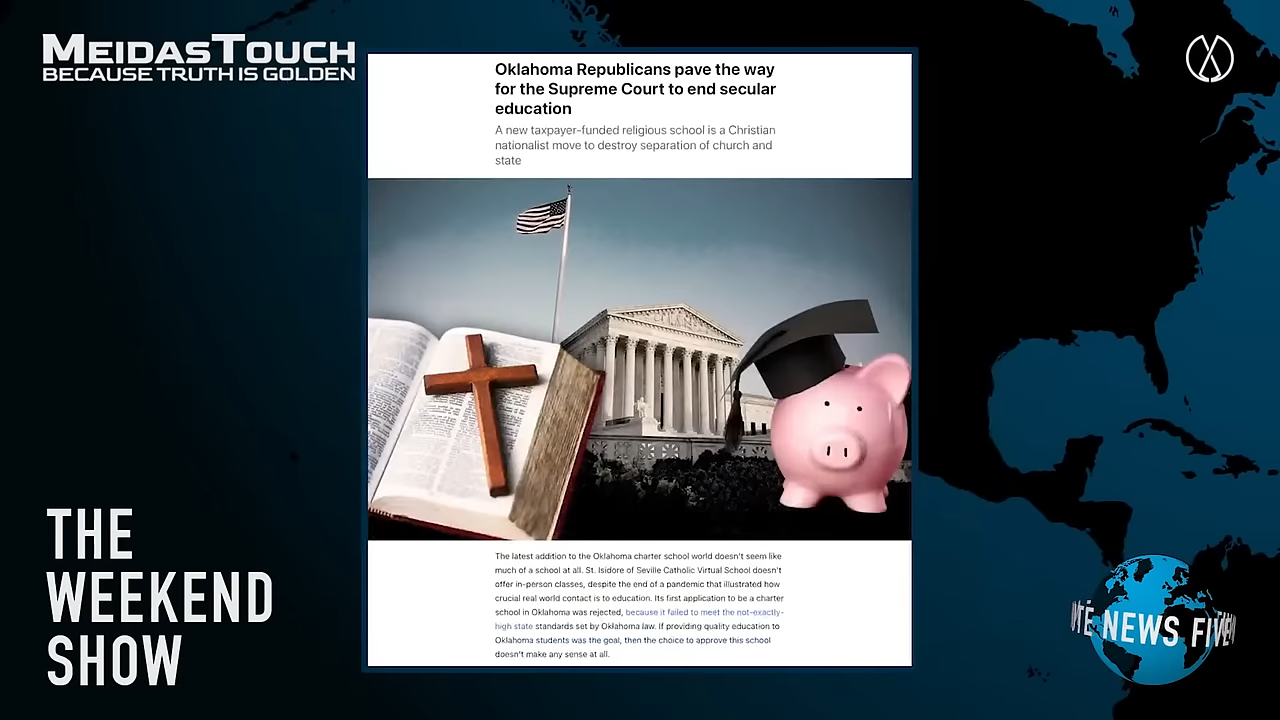 MEIDASTOUCH
BECAUSE TRUTH IS GOLDEN
Oklahoma Republicans pave the way
for the Supreme Court to end secular
education
A new taxpayer-funded religious school is a Christian
nationalist move to destroy separation of church and
state
The latest addition to the Oklahoma charter school world doesn't seem like
much of a school at all. St. Isidore of Seville Catholic Virtual School doesn't
offer in-person classes, despite the end of a pandemic that illustrated how
crucial real world contact is to education. Its first application to be a charter
school in Oklahoma was rejected, because it failed to meet the not-exactly-
high state standards set by Oklahoma law. If providing quality education to
Oklahoma students was the goal, then the choice to approve this school
doesn't make any sense at all.
THE
WEEKEND
SHOW
NEWS